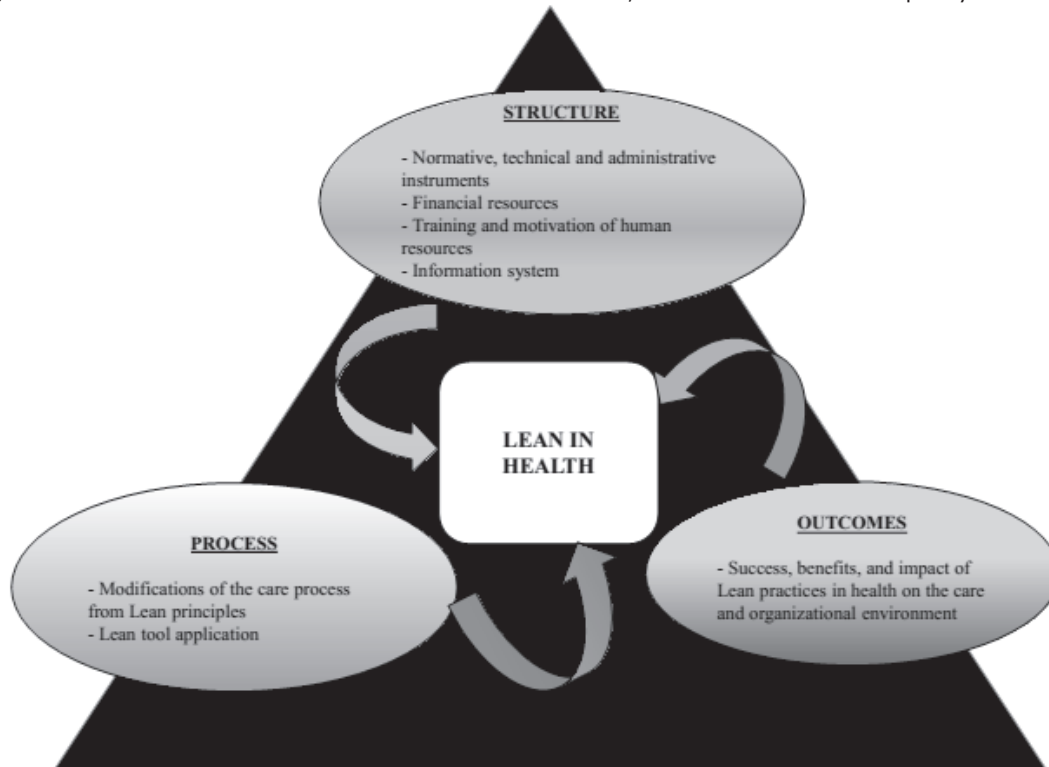 STRUCTURE
- Normative, technical and administrative
instruments
- Financial resources
- Training and motivation of human
resources
- Information system
LEAN IN
HEALTH
PROCESS
- Modifications of the care process
from Lean principles
- Lean tool application
OUTCOMES
- Success, benefits, and impact of
Lean practices in health on the care
and organizational environment